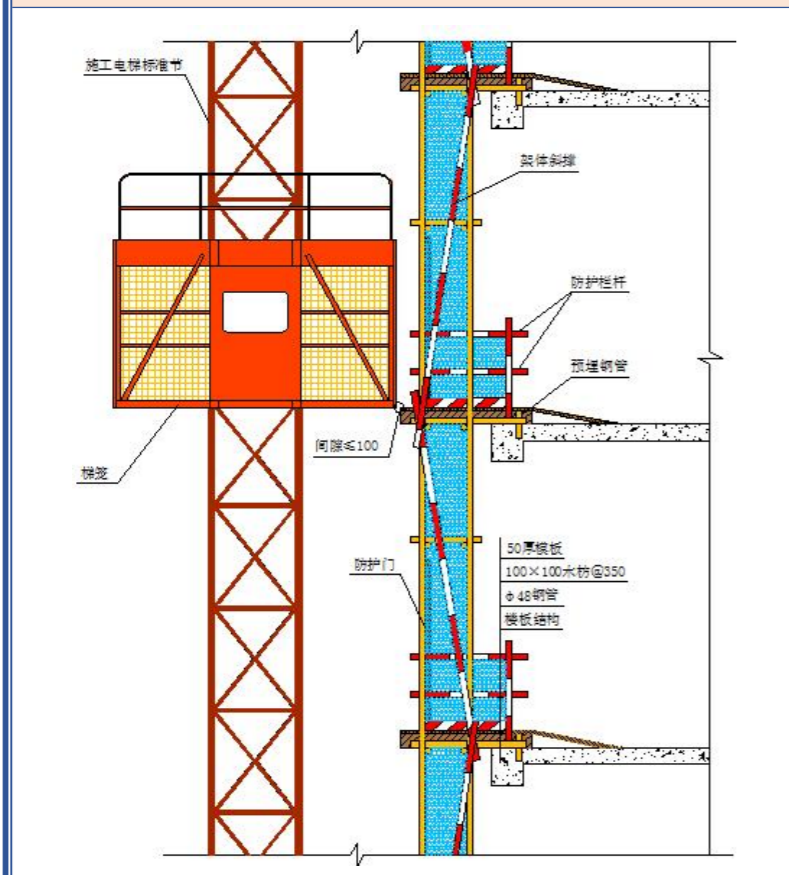 施工电梯标准节
架体斜撑
防护栏杆
预埋钢管
间隙≤100
梯笼
防护门
50厚模板
100×100木枋@350
φ48钢管
楼板结构